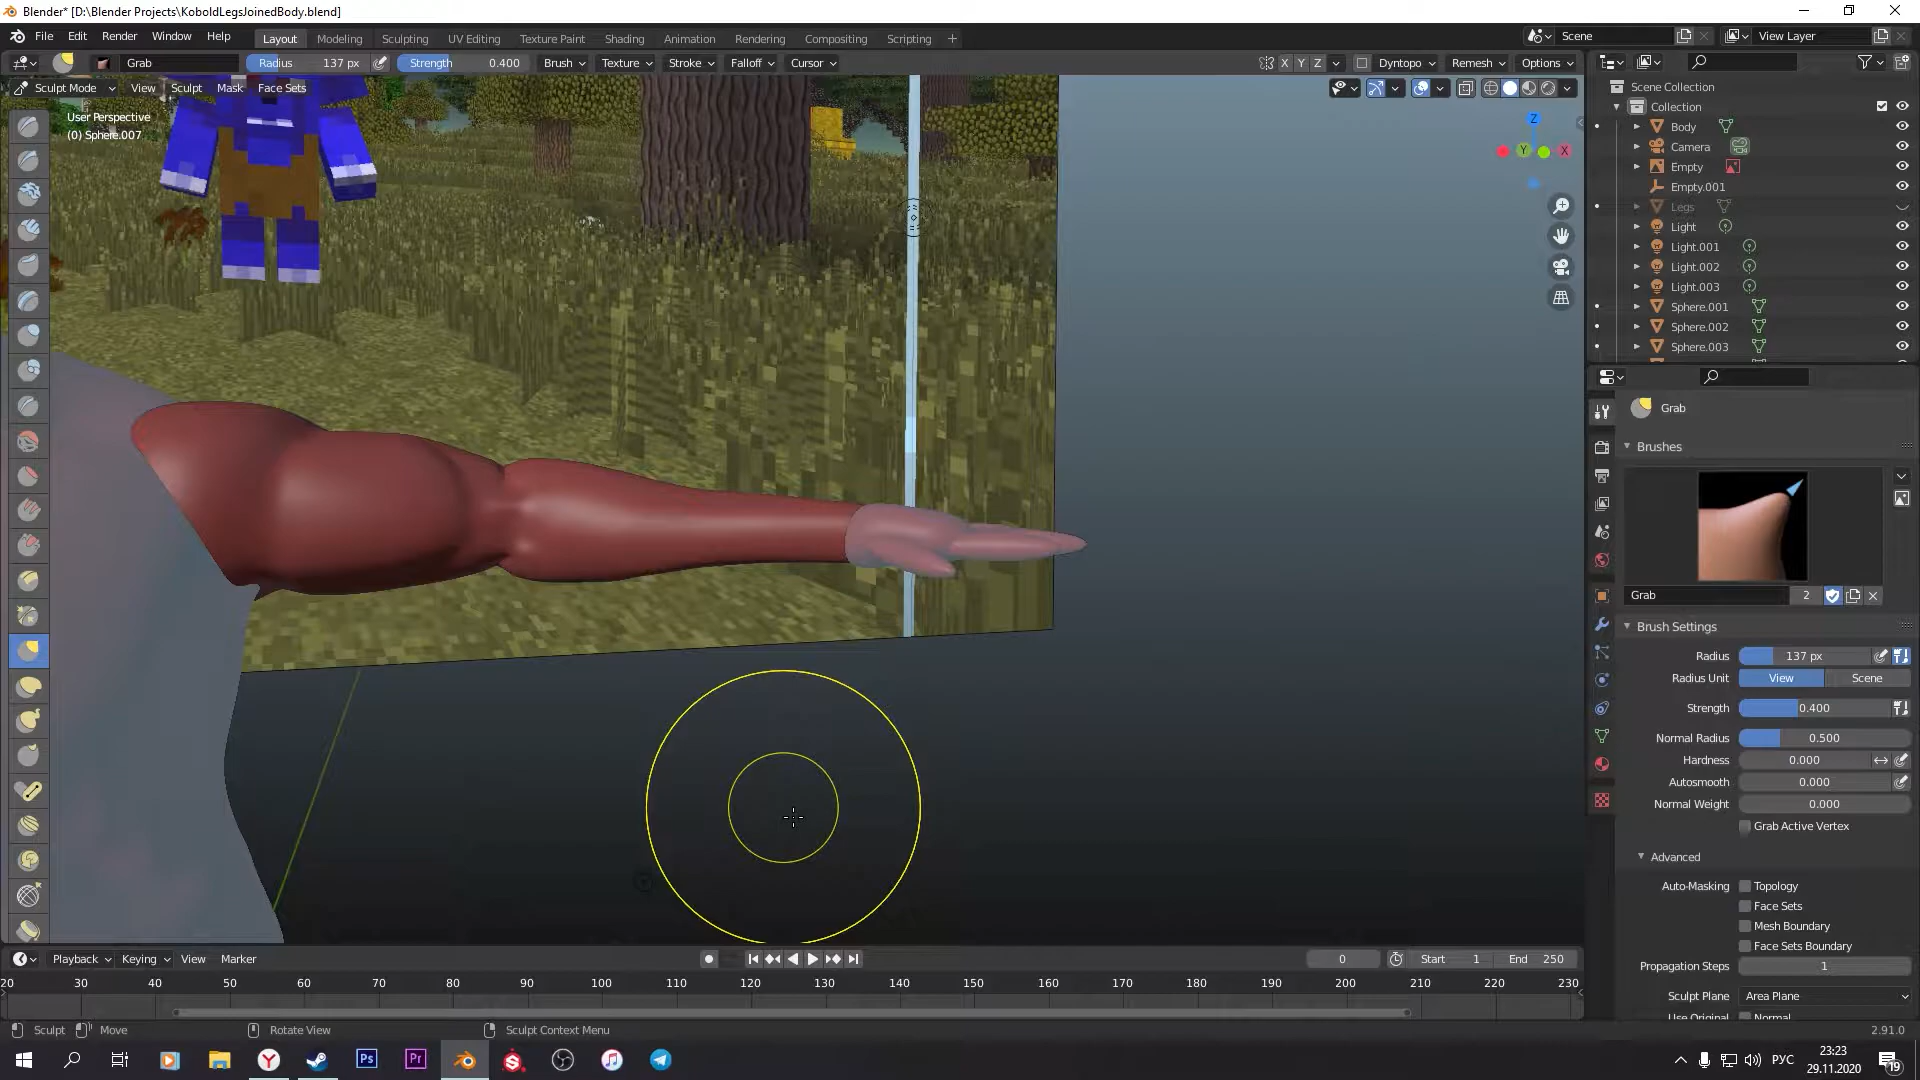 Blender* [D:\Blender Projects\KoboldLegsJoinedBody.blend]
File Edit Render Window Help Layout Modeling Sculpting UV Editing Texture Paint Shading Animation Rendering Compositing Scripting + Scene View Layer
Grab Radius 137 px Strength 0.400 Brush Texture Stroke Falloff Cursor X Y Z Dyntopo Remesh Options
Sculpt Mode View Sculpt Mask Face Sets
User Perspective
(0) Sphere.007
Z
Y
X
Scene Collection
Collection
Body
Camera
Empty
Empty.001
Legs
Light
Light.001
Light.002
Light.003
Sphere.001
Sphere.002
Sphere.003
Grab
Brushes
Grab 2
Brush Settings
Radius 137 px
Radius Unit View Scene
Strength 0.400
Normal Radius 0.500
Hardness 0.000
Autosmooth 0.000
Normal Weight 0.000
Grab Active Vertex
Advanced
Auto-Masking Topology
Face Sets
Mesh Boundary
Face Sets Boundary
Propagation Steps 1
Sculpt Plane Area Plane
Use Original Normal
Playback Keying View Marker 0 Start 1 End 250
20 30 40 50 60 70 80 90 100 110 120 130 140 150 160 170 180 190 200 210 220 230
Sculpt Move Rotate View Sculpt Context Menu 2.91.0
Y Ps Pr S РУС 23:23
29.11.2020 19